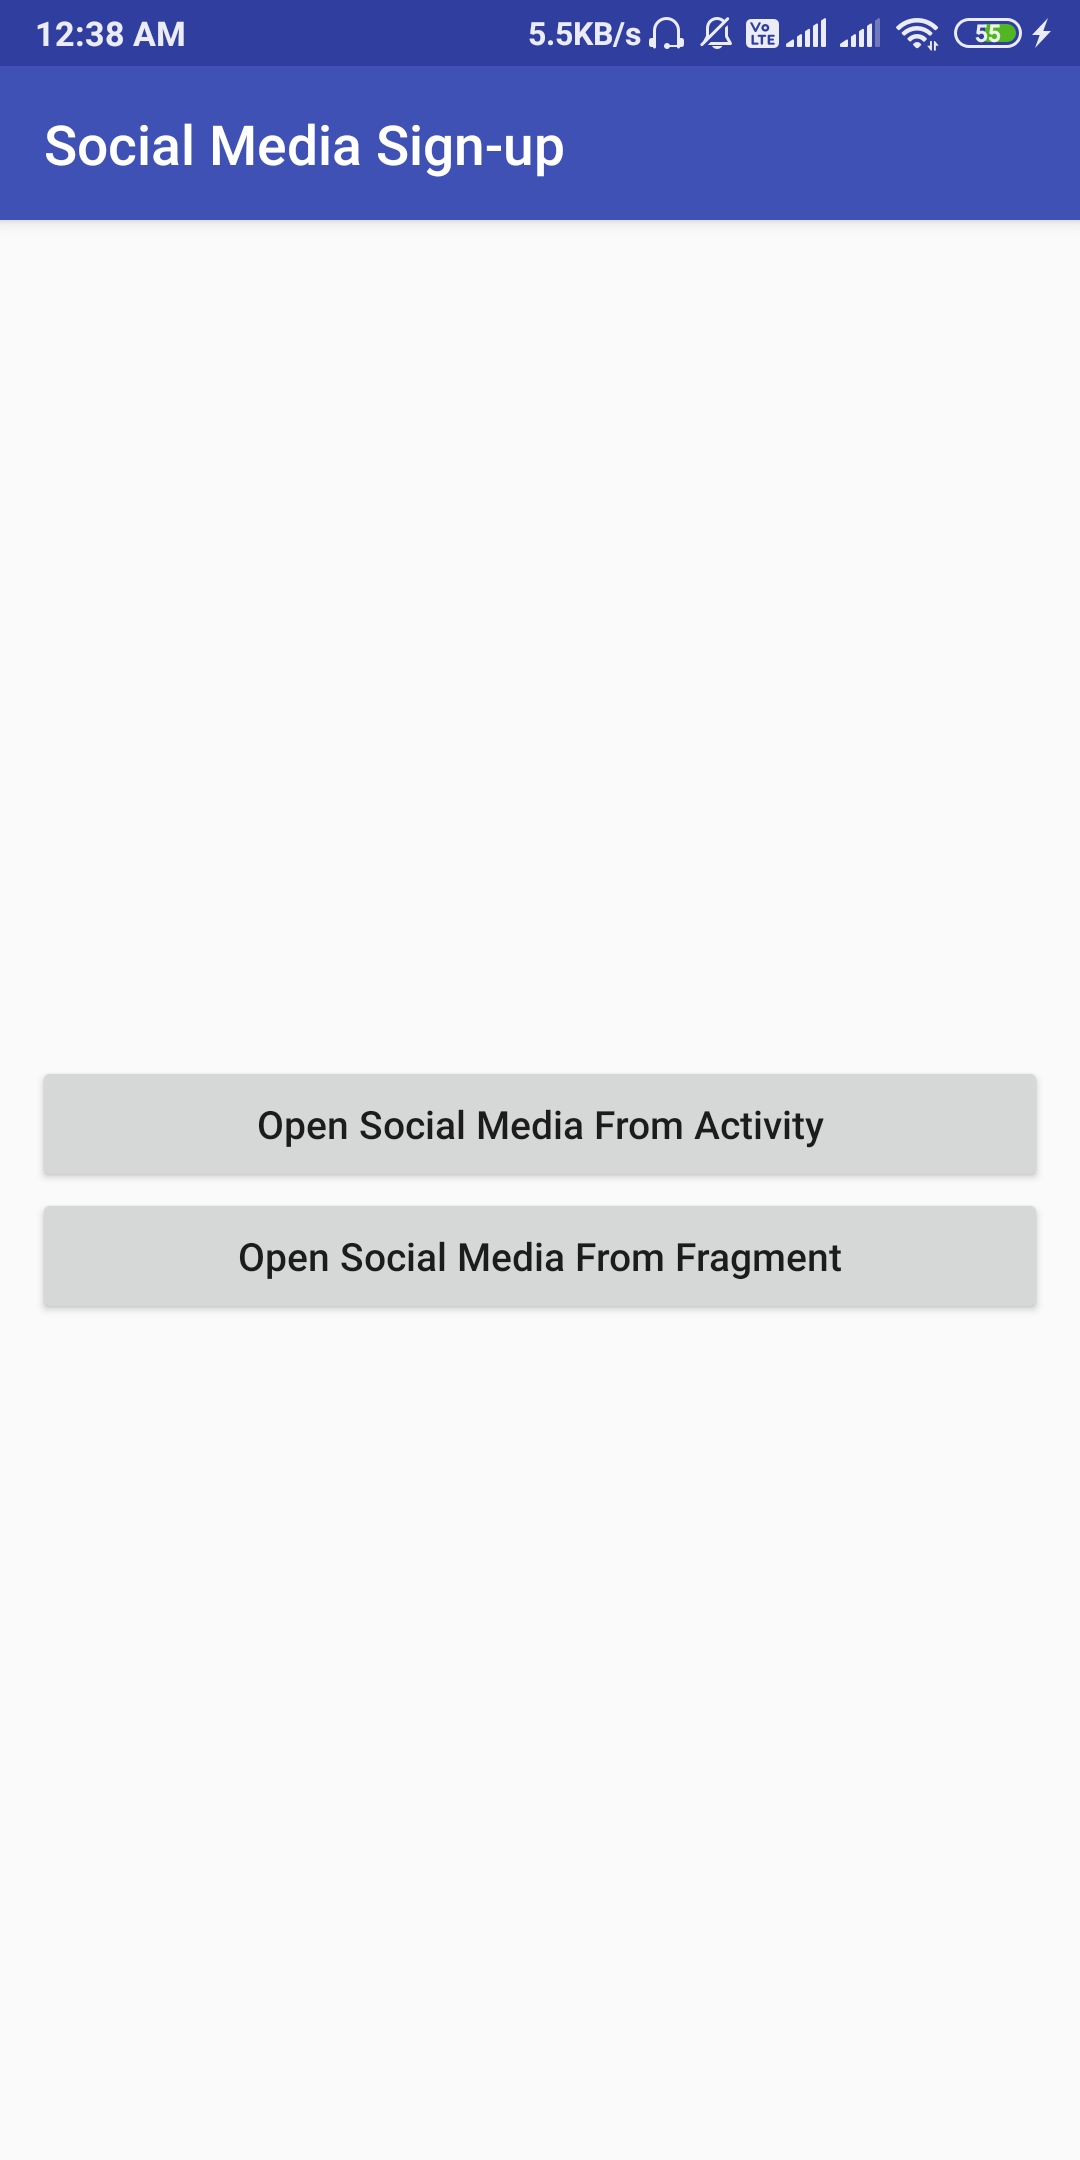 12:38 AM 5.5KB/s Vo LTE 55
Social Media Sign-up
Open Social Media From Activity
Open Social Media From Fragment